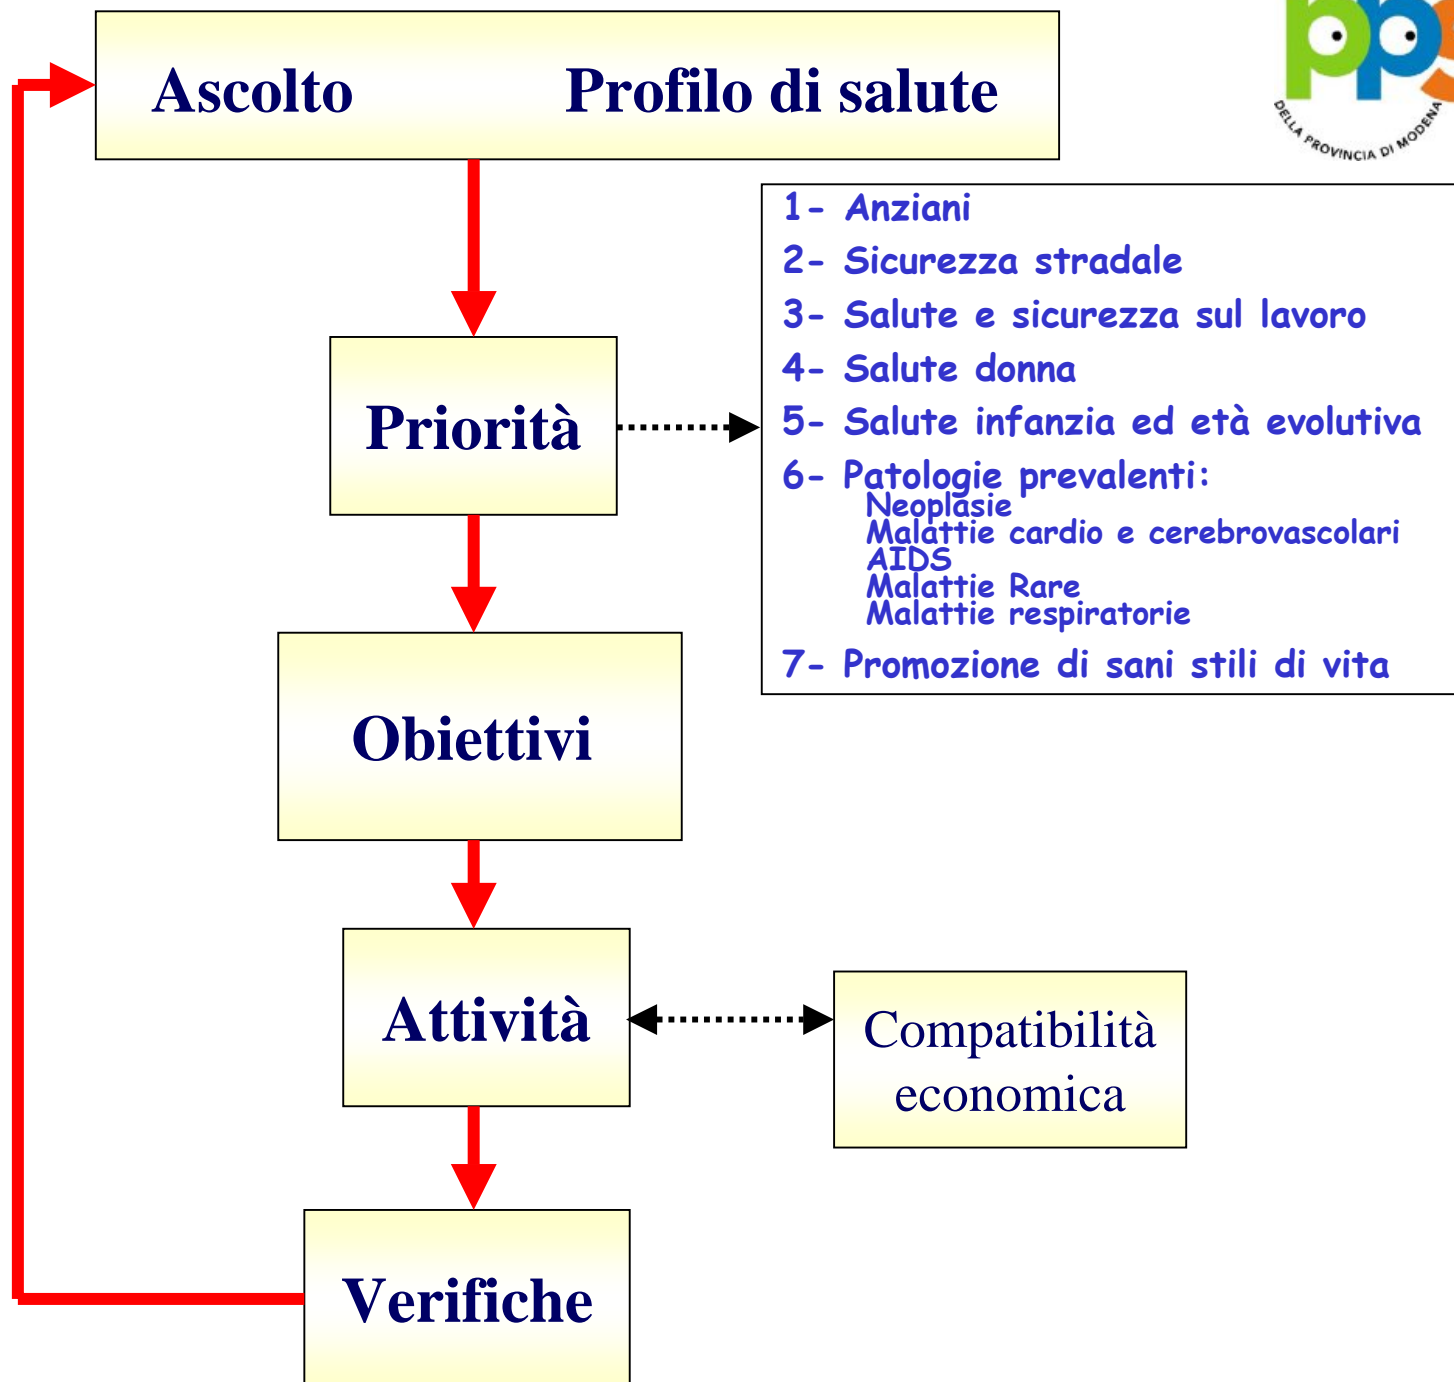 Ascolto Profilo di salute
pps
DELLA PROVINCIA DI MODENA
1- Anziani
2- Sicurezza stradale
3- Salute e sicurezza sul lavoro
4- Salute donna
5- Salute infanzia ed età evolutiva
6- Patologie prevalenti:
Neoplasie
Malattie cardio e cerebrovascolari
AIDS
Malattie Rare
Malattie respiratorie
7- Promozione di sani stili di vita
Priorità
Obiettivi
Attività
Compatibilità
economica
Verifiche